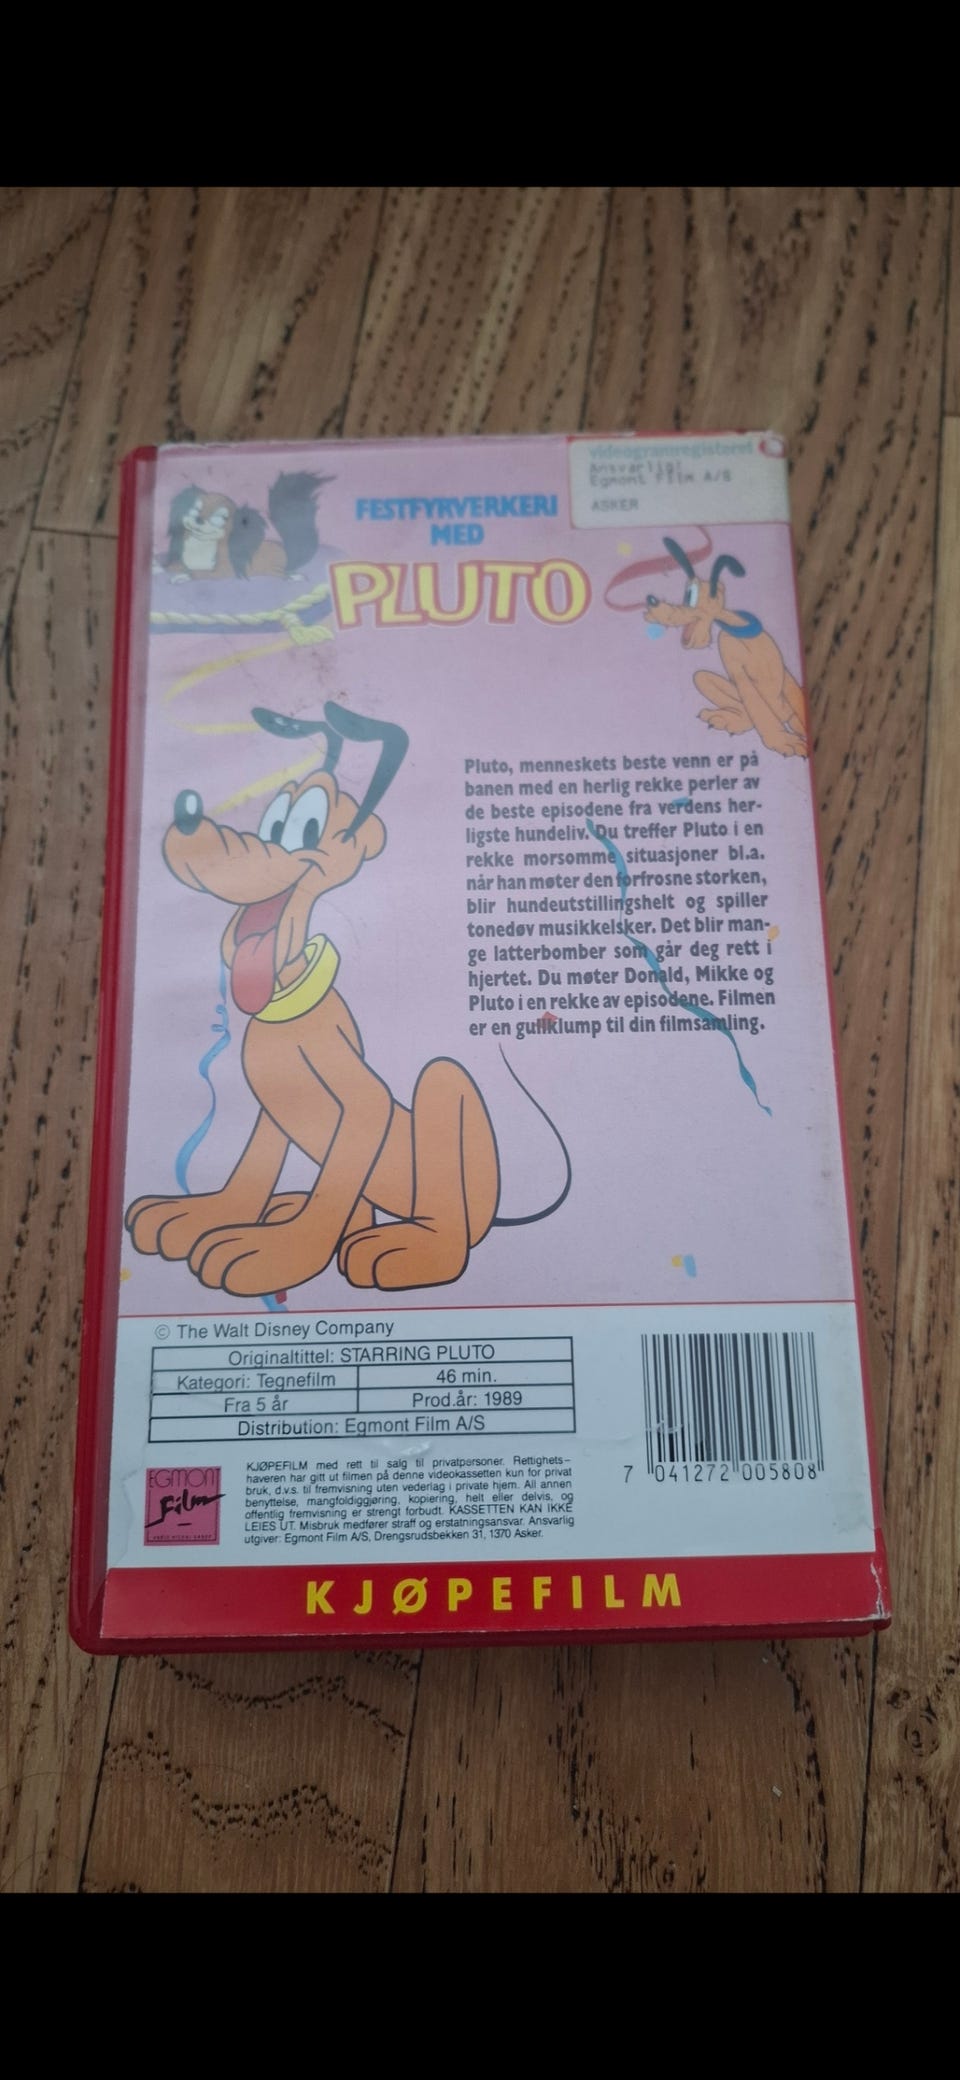 videogramregisteret
Ansvarlig:
Egmont Film A/S
ASKER
FESTFYRVERKERI
MED
PLUTO
Pluto, menneskets beste venn er på
banen med en herlig rekke perler av
de beste episodene fra verdens her-
ligste hundeliv. Du treffer Pluto i en
rekke morsomme situasjoner bl.a.
når han møter den forfrosne storken,
blir hundeutstillingshelt og spiller
tonedøv musikkelsker. Det blir man-
ge latterbomber som går deg rett i
hjertet. Du møter Donald, Mikke og
Pluto i en rekke av episodene. Filmen
er en gullklump til din filmsamling.
© The Walt Disney Company
Originaltittel: STARRING PLUTO
Kategori: Tegnefilm 46 min.
Fra 5 år Prod.år: 1989
Distribution: Egmont Film A/S
EGMONT
Film
KJØPEFILM med rett til salg til privatpersoner. Rettighets-
haveren har gitt ut filmen på denne videokassetten kun for privat
bruk, d.v.s. til fremvisning uten vederlag i private hjem. All annen
benyttelse, mangfoldiggjøring, kopiering, helt eller delvis, og
offentlig fremvisning er strengt forbudt. KASSETTEN KAN IKKE
LEIES UT. Misbruk medfører straff og erstatningsansvar. Ansvarlig
utgiver: Egmont Film A/S, Drengsrudsbekken 31, 1370 Asker.
7 041272 005808
KJØPEFILM